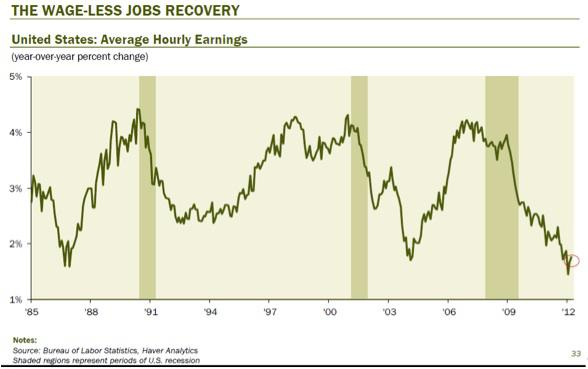 THE WAGE-LESS JOBS RECOVERY
United States: Average Hourly Earnings
(year-over-year percent change)
5%
4%
3%
2%
1%
'85 '88 '91 '94 '97 '00 '03 '06 '09 '12
Notes:
Source: Bureau of Labor Statistics, Haver Analytics
Shaded regions represent periods of U.S. recession
33